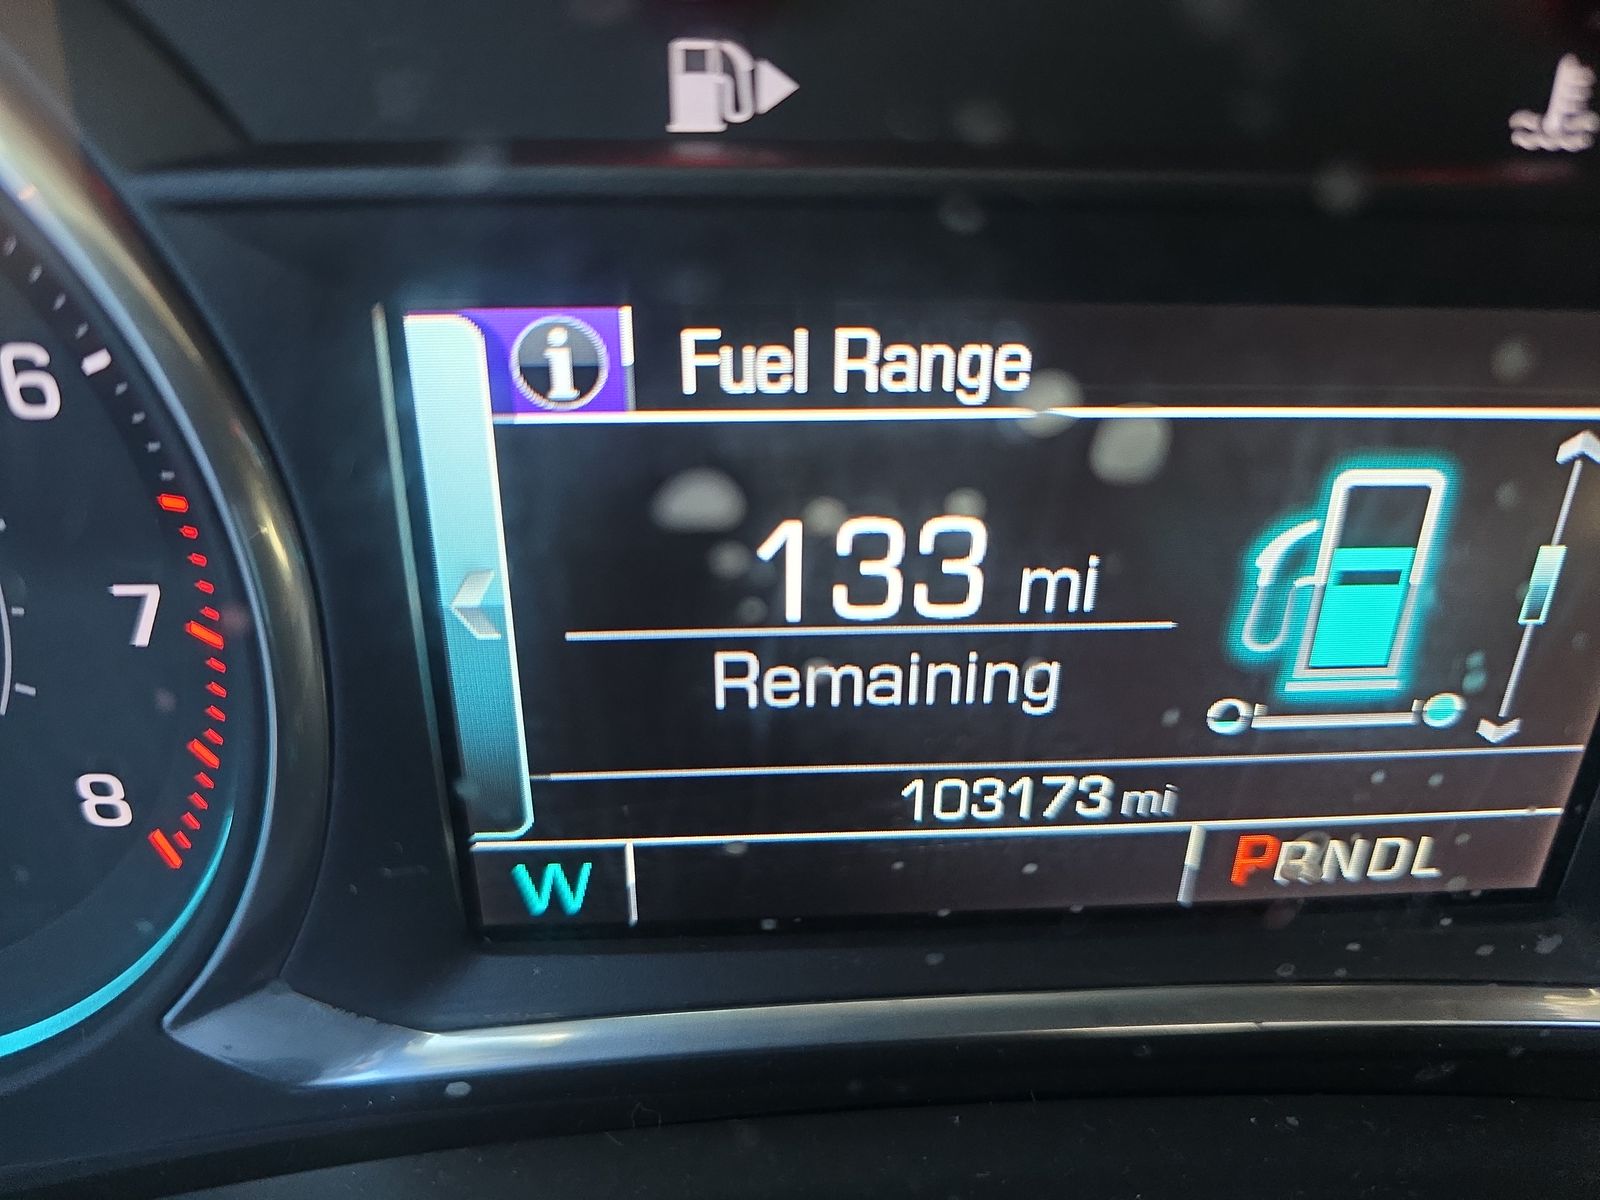 6
7
8
i Fuel Range
133 mi
Remaining
103173 mi
W
PRNDL